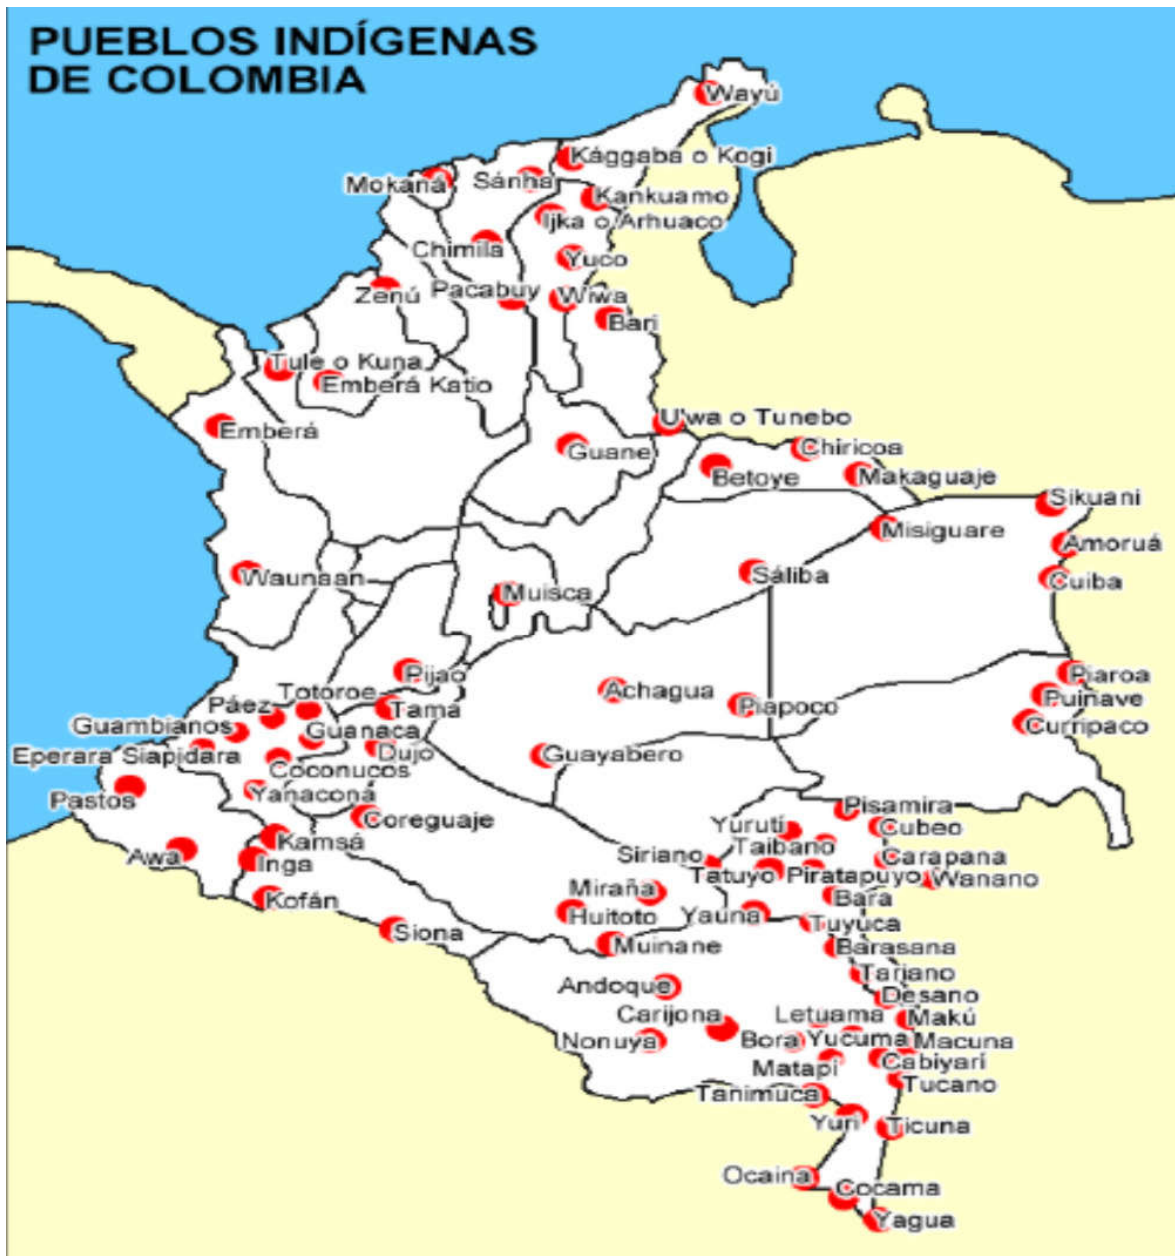 PUEBLOS INDÍGENAS
DE COLOMBIA
Wayú
Kággaba o Kogi
Mokaná
Sánha
Kankuamo
Ijka o Arhuaco
Chimila
Yuco
Zenú
Pacabuy
Wiwa
Bari
Tule o Kuna
Emberá Katio
Emberá
U'wa o Tunebo
Guane
Chiricoa
Betoye
Makaguaje
Sikuani
Misiguare
Amoruá
Waunaan
Sáliba
Cuiba
Muisca
Pijao
Piaroa
Totoroe
Achagua
Puinave
Páez
Tama
Piapoco
Guambianos
Guanaca
Curripaco
Eperara Siapidara
Dujo
Guayabero
Coconucos
Pastos
Yanacona
Pisamira
Coreguaje
Yurutí
Cubeo
Kamsá
Taibano
Awa
Inga
Siriano
Carapana
Tatuyo
Piratapuyo
Wanano
Miraña
Kofán
Bara
Huitoto
Yauna
Tuyuca
Siona
Muinane
Barasana
Andoque
Tariano
Desano
Carijona
Letuama
Makú
Nonuya
Bora
Yucuma
Macuna
Matapí
Cabiyarí
Tucano
Tanimuca
Yuri
Ticuna
Ocaina
Cocama
Yagua